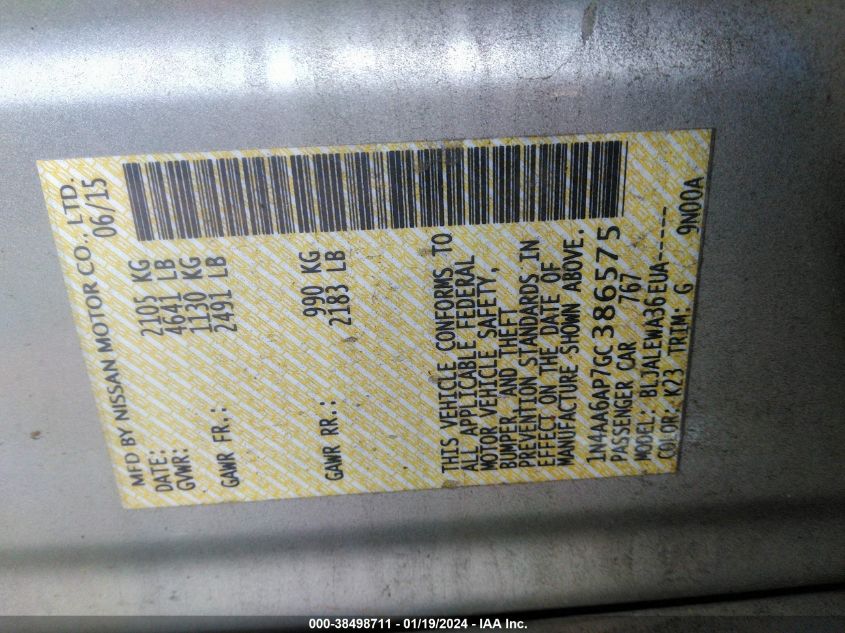 MFD BY NISSAN MOTOR CO., LTD.
DATE: 06/15
GVWR: 2105 KG
4641 LB
GAWR FR.: 1130 KG
2491 LB
GAWR RR.: 990 KG
2183 LB
THIS VEHICLE CONFORMS TO
ALL APPLICABLE FEDERAL
MOTOR VEHICLE SAFETY,
BUMPER, AND THEFT
PREVENTION STANDARDS IN
EFFECT ON THE DATE OF
MANUFACTURE SHOWN ABOVE.
1N4AA6AP7GC386575
PASSENGER CAR 767
MODEL: BLJALEWA36EUA-----
COLOR: K23 TRIM: G 9N00A
000-38498711 - 01/19/2024 - IAA Inc.